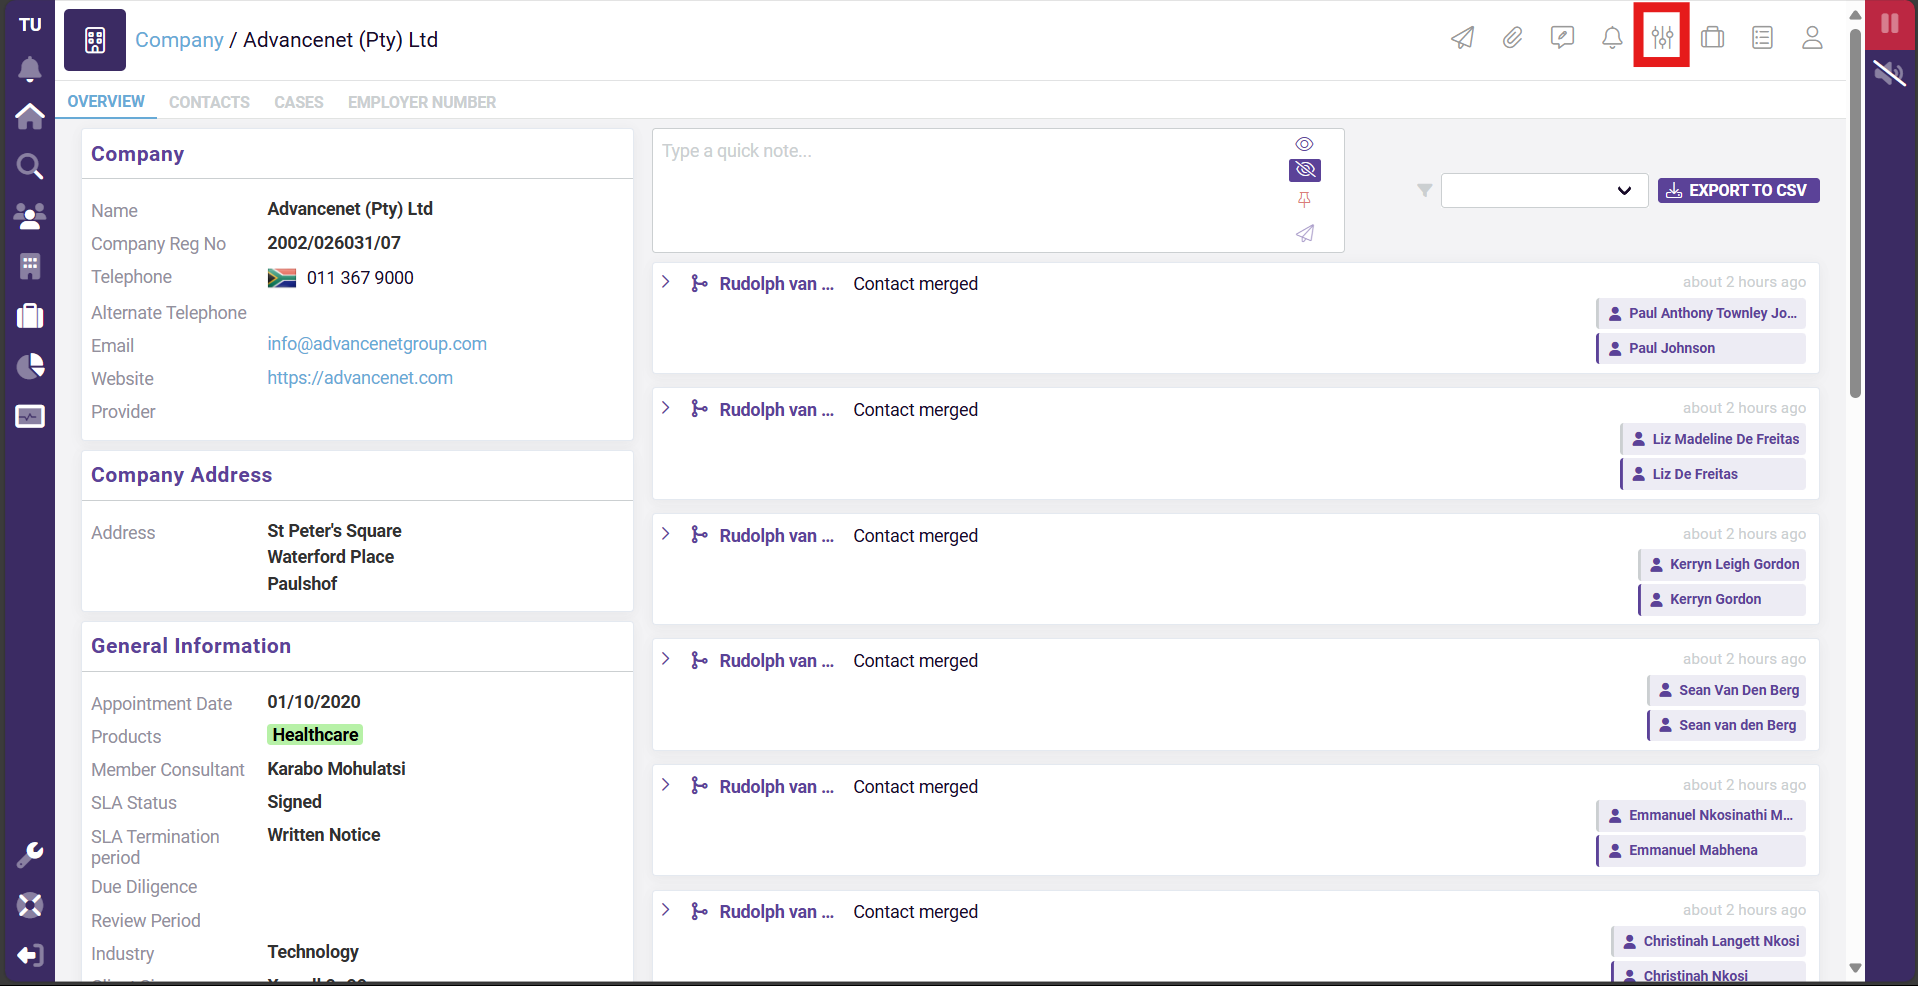 TU
Company / Advancenet (Pty) Ltd
OVERVIEW CONTACTS CASES EMPLOYER NUMBER
Company
Name Advancenet (Pty) Ltd
Company Reg No 2002/026031/07
Telephone 011 367 9000
Alternate Telephone
Email info@advancenetgroup.com
Website https://advancenet.com
Provider
Company Address
Address St Peter's Square
Waterford Place
Paulshof
General Information
Appointment Date 01/10/2020
Products Healthcare
Member Consultant Karabo Mohulatsi
SLA Status Signed
SLA Termination period Written Notice
Due Diligence
Review Period
Industry Technology
Type a quick note...
EXPORT TO CSV
Rudolph van ... Contact merged about 2 hours ago
Paul Anthony Townley Jo...
Paul Johnson
Rudolph van ... Contact merged about 2 hours ago
Liz Madeline De Freitas
Liz De Freitas
Rudolph van ... Contact merged about 2 hours ago
Kerryn Leigh Gordon
Kerryn Gordon
Rudolph van ... Contact merged about 2 hours ago
Sean Van Den Berg
Sean van den Berg
Rudolph van ... Contact merged about 2 hours ago
Emmanuel Nkosinathi M...
Emmanuel Mabhena
Rudolph van ... Contact merged about 2 hours ago
Christinah Langett Nkosi
Christinah Nkosi